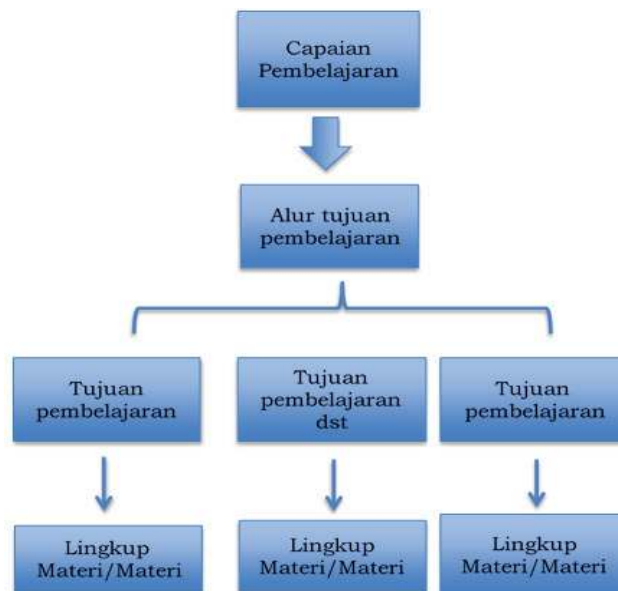 Capaian
Pembelajaran
Alur tujuan
pembelajaran
Tujuan
pembelajaran
Tujuan
pembelajaran
dst
Tujuan
pembelajaran
Lingkup
Materi/Materi
Lingkup
Materi/Materi
Lingkup
Materi/Materi